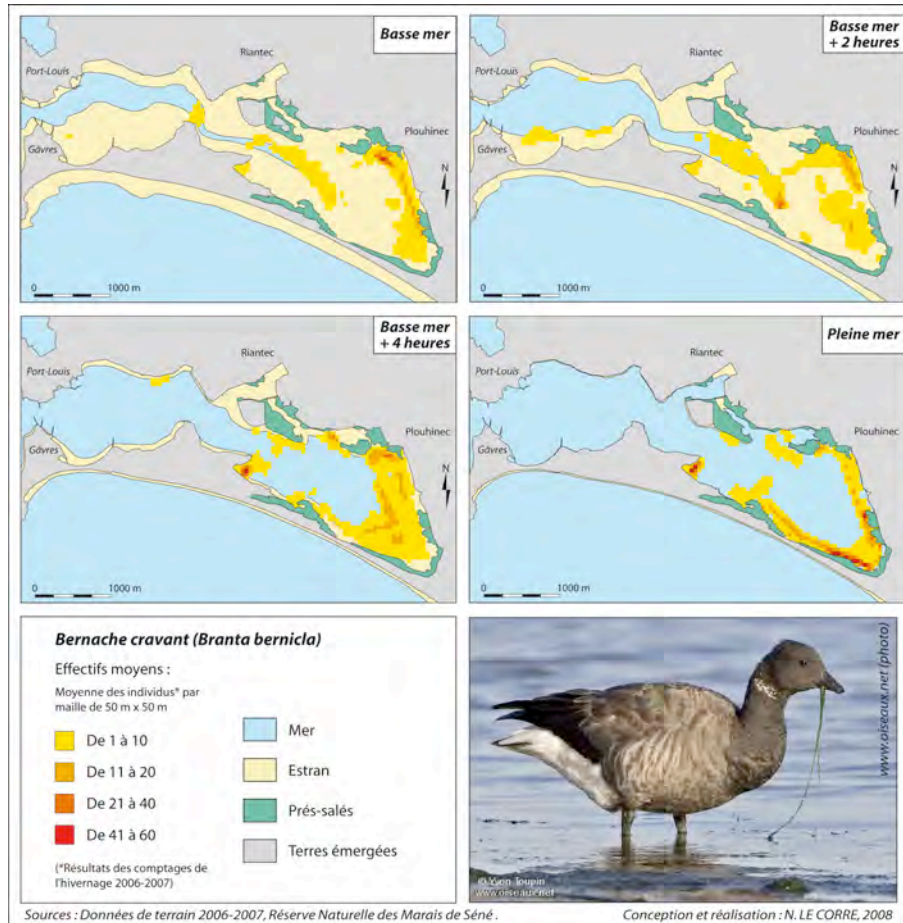 Basse mer
Riantec
Port-Louis
Plouhinec
Gâvres
N
0 1000 m
Basse mer
+ 2 heures
Riantec
Port-Louis
Plouhinec
Gâvres
N
0 1000 m
Basse mer
+ 4 heures
Riantec
Port-Louis
Plouhinec
Gâvres
N
0 1000 m
Pleine mer
Riantec
Port-Louis
Plouhinec
Gâvres
N
0 1000 m
Bernache cravant (Branta bernicla)
Effectifs moyens :
Moyenne des individus* par
maille de 50 m x 50 m
De 1 à 10
De 11 à 20
De 21 à 40
De 41 à 60
(*Résultats des comptages de
l'hivernage 2006-2007)
Mer
Estran
Prés-salés
Terres émergées
www.oiseaux.net (photo)
© Yvon Toupin
www.oiseaux.net
Sources : Données de terrain 2006-2007, Réserve Naturelle des Marais de Séné .
Conception et réalisation : N. LE CORRE, 2008